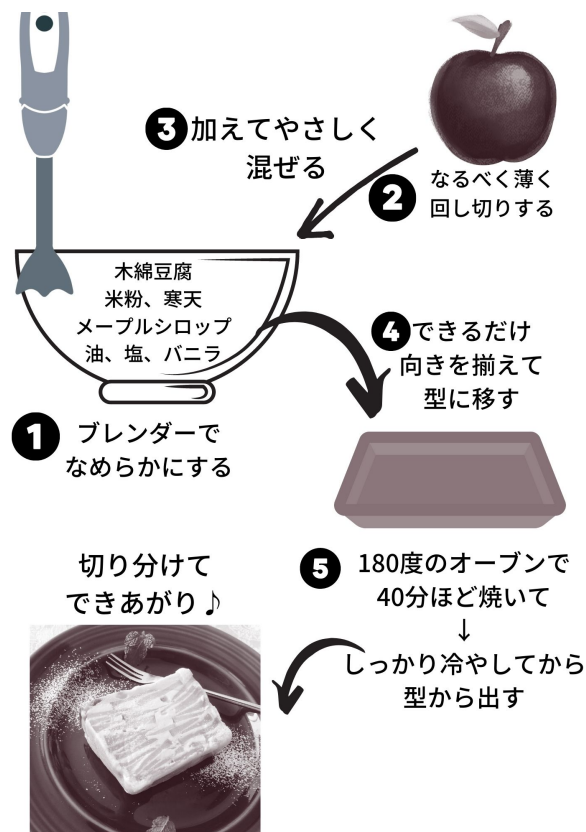 ❶ ブレンダーで
なめらかにする
木綿豆腐
米粉、寒天
メープルシロップ
油、塩、バニラ
❷ なるべく薄く
回し切りする
❸ 加えてやさしく
混ぜる
❹ できるだけ
向きを揃えて
型に移す
❺ 180度のオーブンで
40分ほど焼いて
↓
しっかり冷やしてから
型から出す
切り分けて
できあがり♪